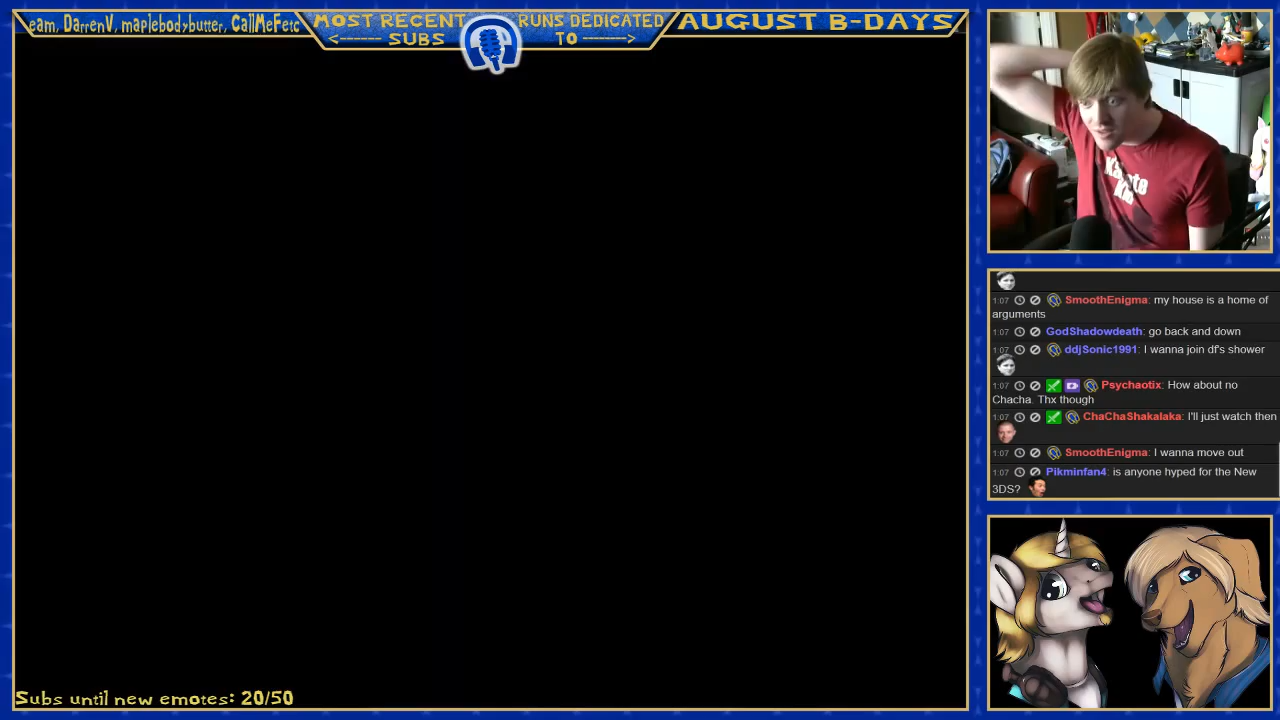 eam, DarrenV, maplebodybutter, CallMeFetc
MOST RECENT
<------ SUBS
RUNS DEDICATED
TO -------->
AUGUST B-DAYS
1:07 SmoothEnigma: my house is a home of
arguments
1:07 GodShadowdeath: go back and down
1:07 ddjSonic1991: I wanna join df's shower
1:07 Psychaotix: How about no
Chacha. Thx though
1:07 ChaChaShakalaka: I'll just watch then
1:07 SmoothEnigma: I wanna move out
1:07 Pikminfan4: is anyone hyped for the New
3DS?
Subs until new emotes: 20/50